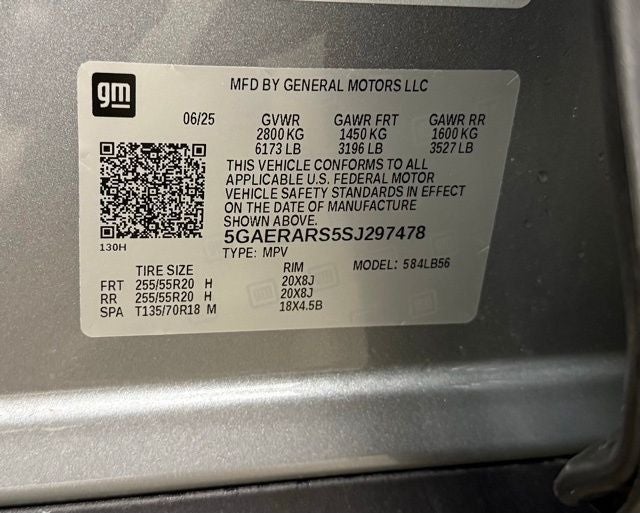 gm
MFD BY GENERAL MOTORS LLC
06/25 GVWR GAWR FRT GAWR RR
2800 KG 1450 KG 1600 KG
6173 LB 3196 LB 3527 LB
THIS VEHICLE CONFORMS TO ALL
APPLICABLE U.S. FEDERAL MOTOR
VEHICLE SAFETY STANDARDS IN EFFECT
ON THE DATE OF MANUFACTURE
SHOWN ABOVE.
5GAERARS5SJ297478
130H
TYPE: MPV MODEL: 584LB56
TIRE SIZE RIM
FRT 255/55R20 H 20X8J
RR 255/55R20 H 20X8J
SPA T135/70R18 M 18X4.5B